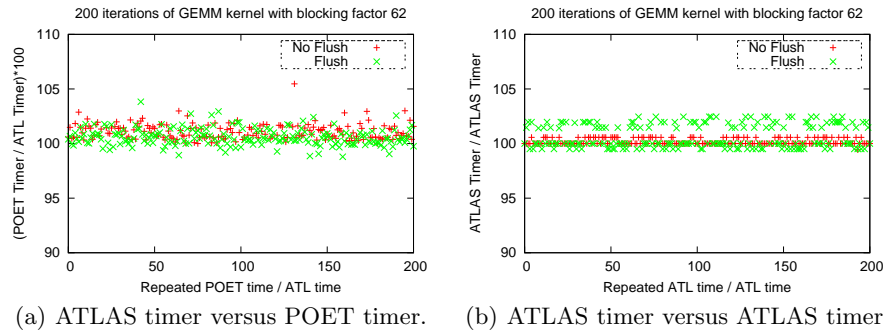 200 iterations of GEMM kernel with blocking factor 62
110
105
100
95
90
(POET Timer / ATL Timer)*100
No Flush
Flush
0
50
100
150
200
Repeated POET time / ATL time
(a) ATLAS timer versus POET timer.
200 iterations of GEMM kernel with blocking factor 62
110
105
100
95
90
ATLAS Timer / ATLAS Timer
No Flush
Flush
0
50
100
150
200
Repeated ATL time / ATL time
(b) ATLAS timer versus ATLAS timer